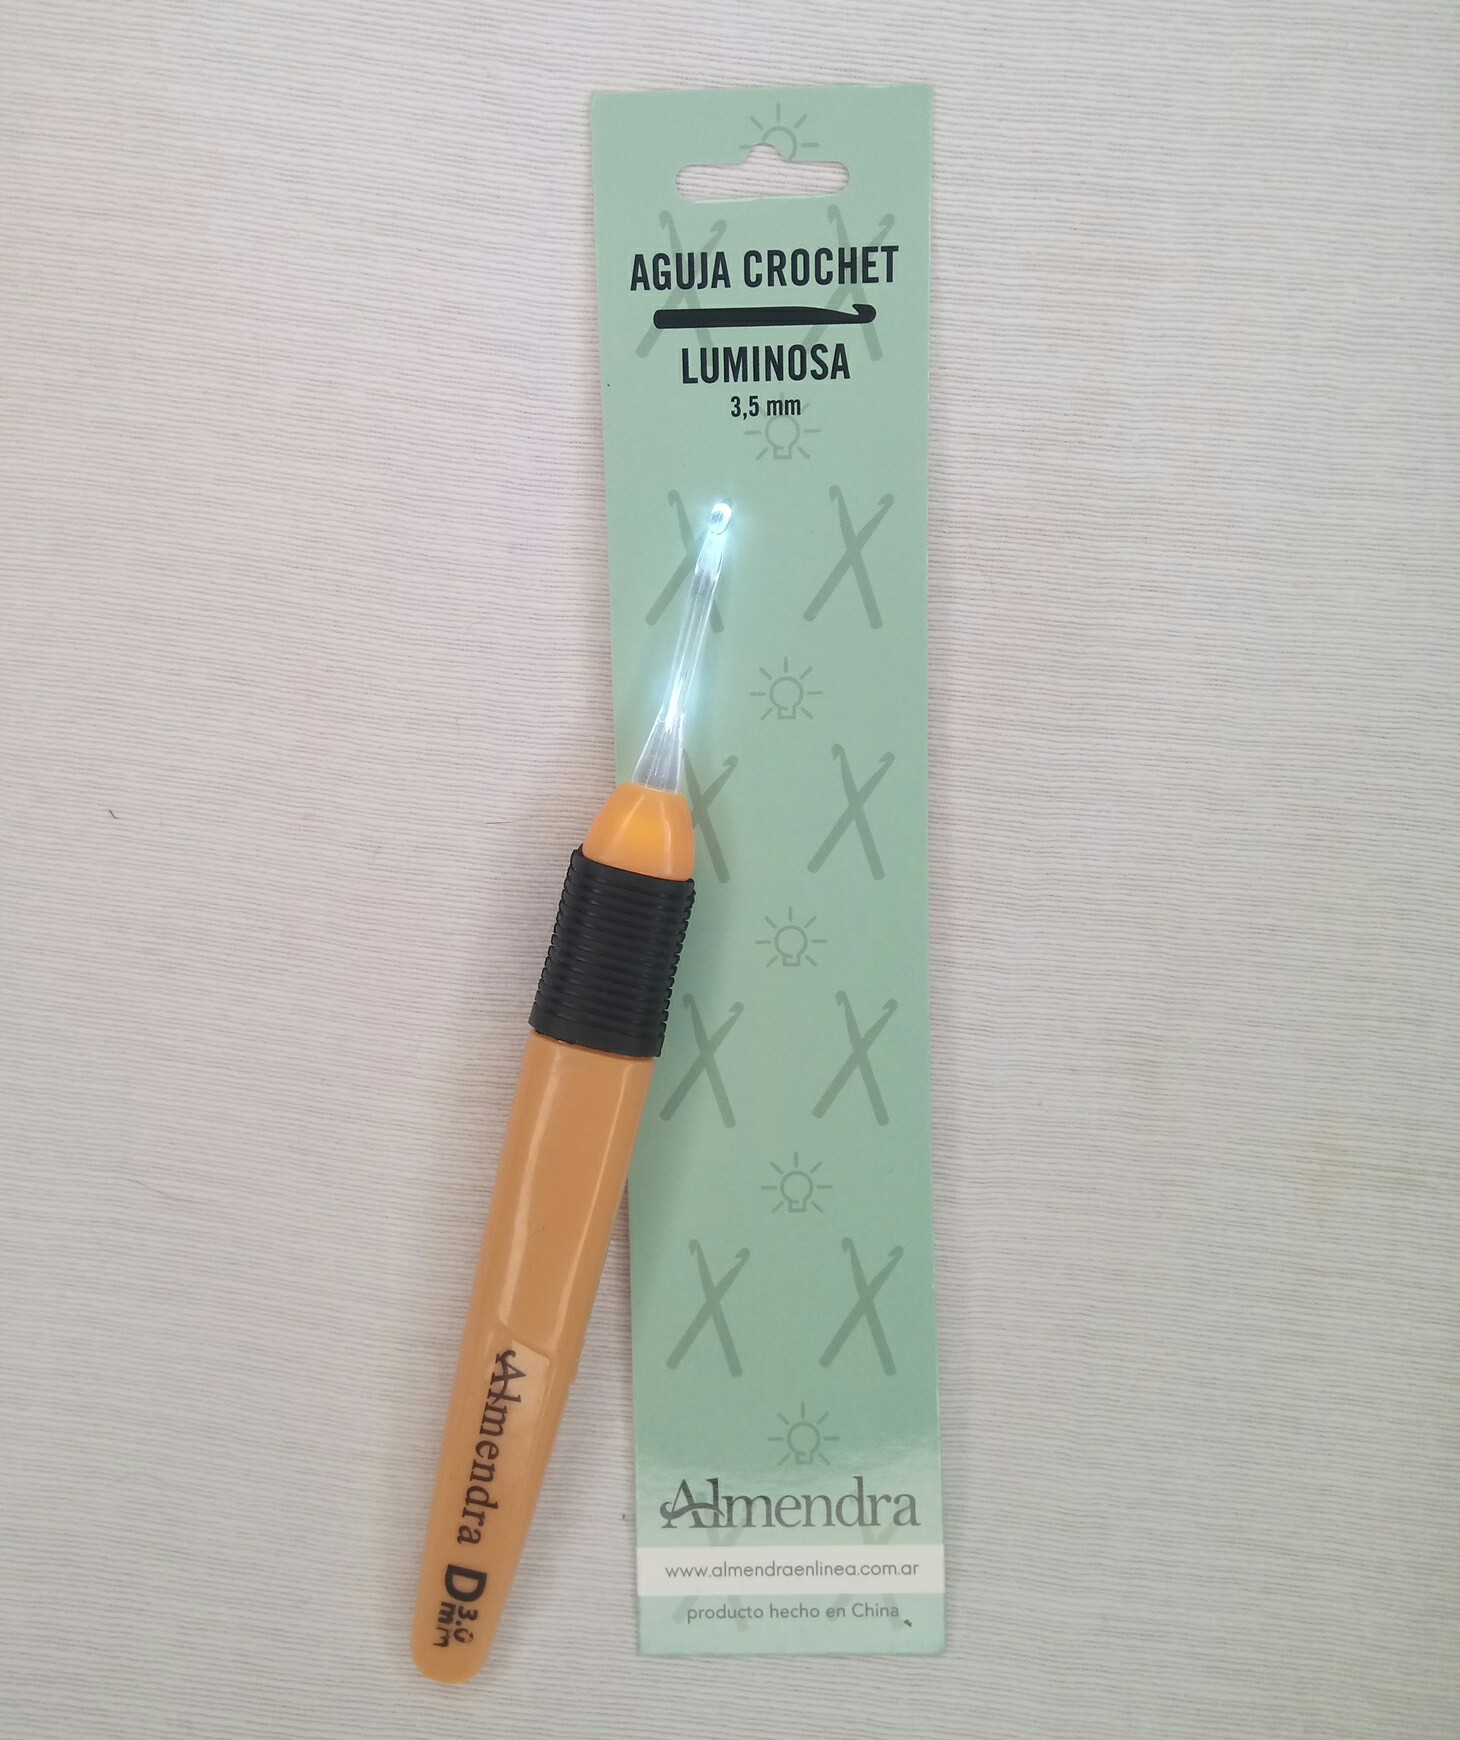 AGUJA CROCHET
LUMINOSA
3,5 mm
Almendra
www.almendraenlinea.com.ar
producto hecho en China
Almendra D 3.0
mm